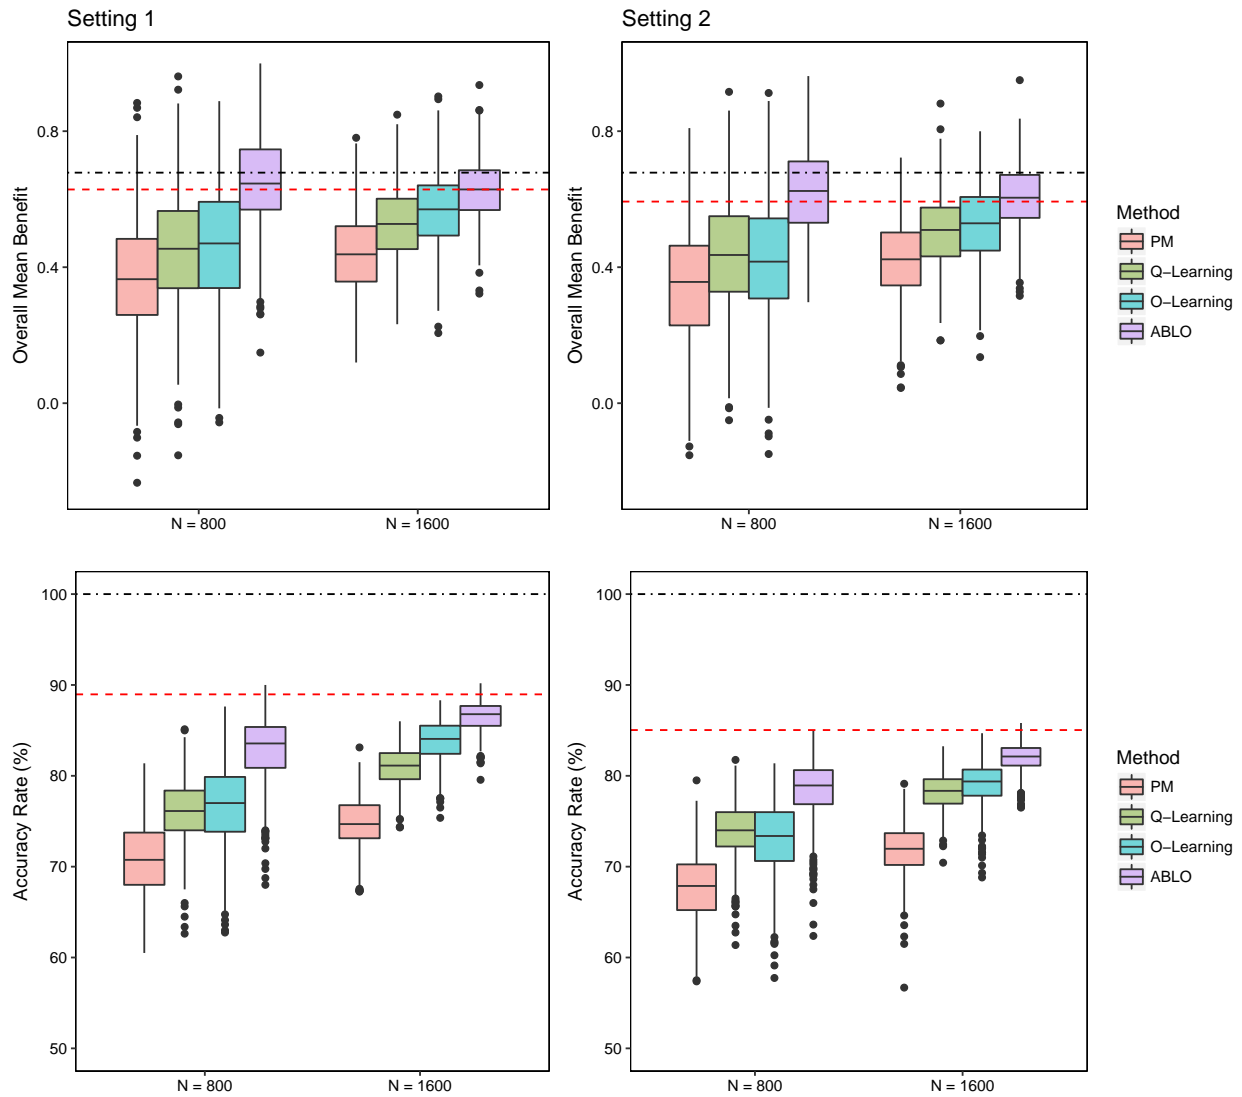 Setting 1
Setting 2
Overall Mean Benefit
0.8
0.4
0.0
N = 800
N = 1600
Overall Mean Benefit
0.8
0.4
0.0
N = 800
N = 1600
Method
PM
Q−Learning
O−Learning
ABLO
Accuracy Rate (%)
100
90
80
70
60
50
N = 800
N = 1600
Accuracy Rate (%)
100
90
80
70
60
50
N = 800
N = 1600
Method
PM
Q−Learning
O−Learning
ABLO